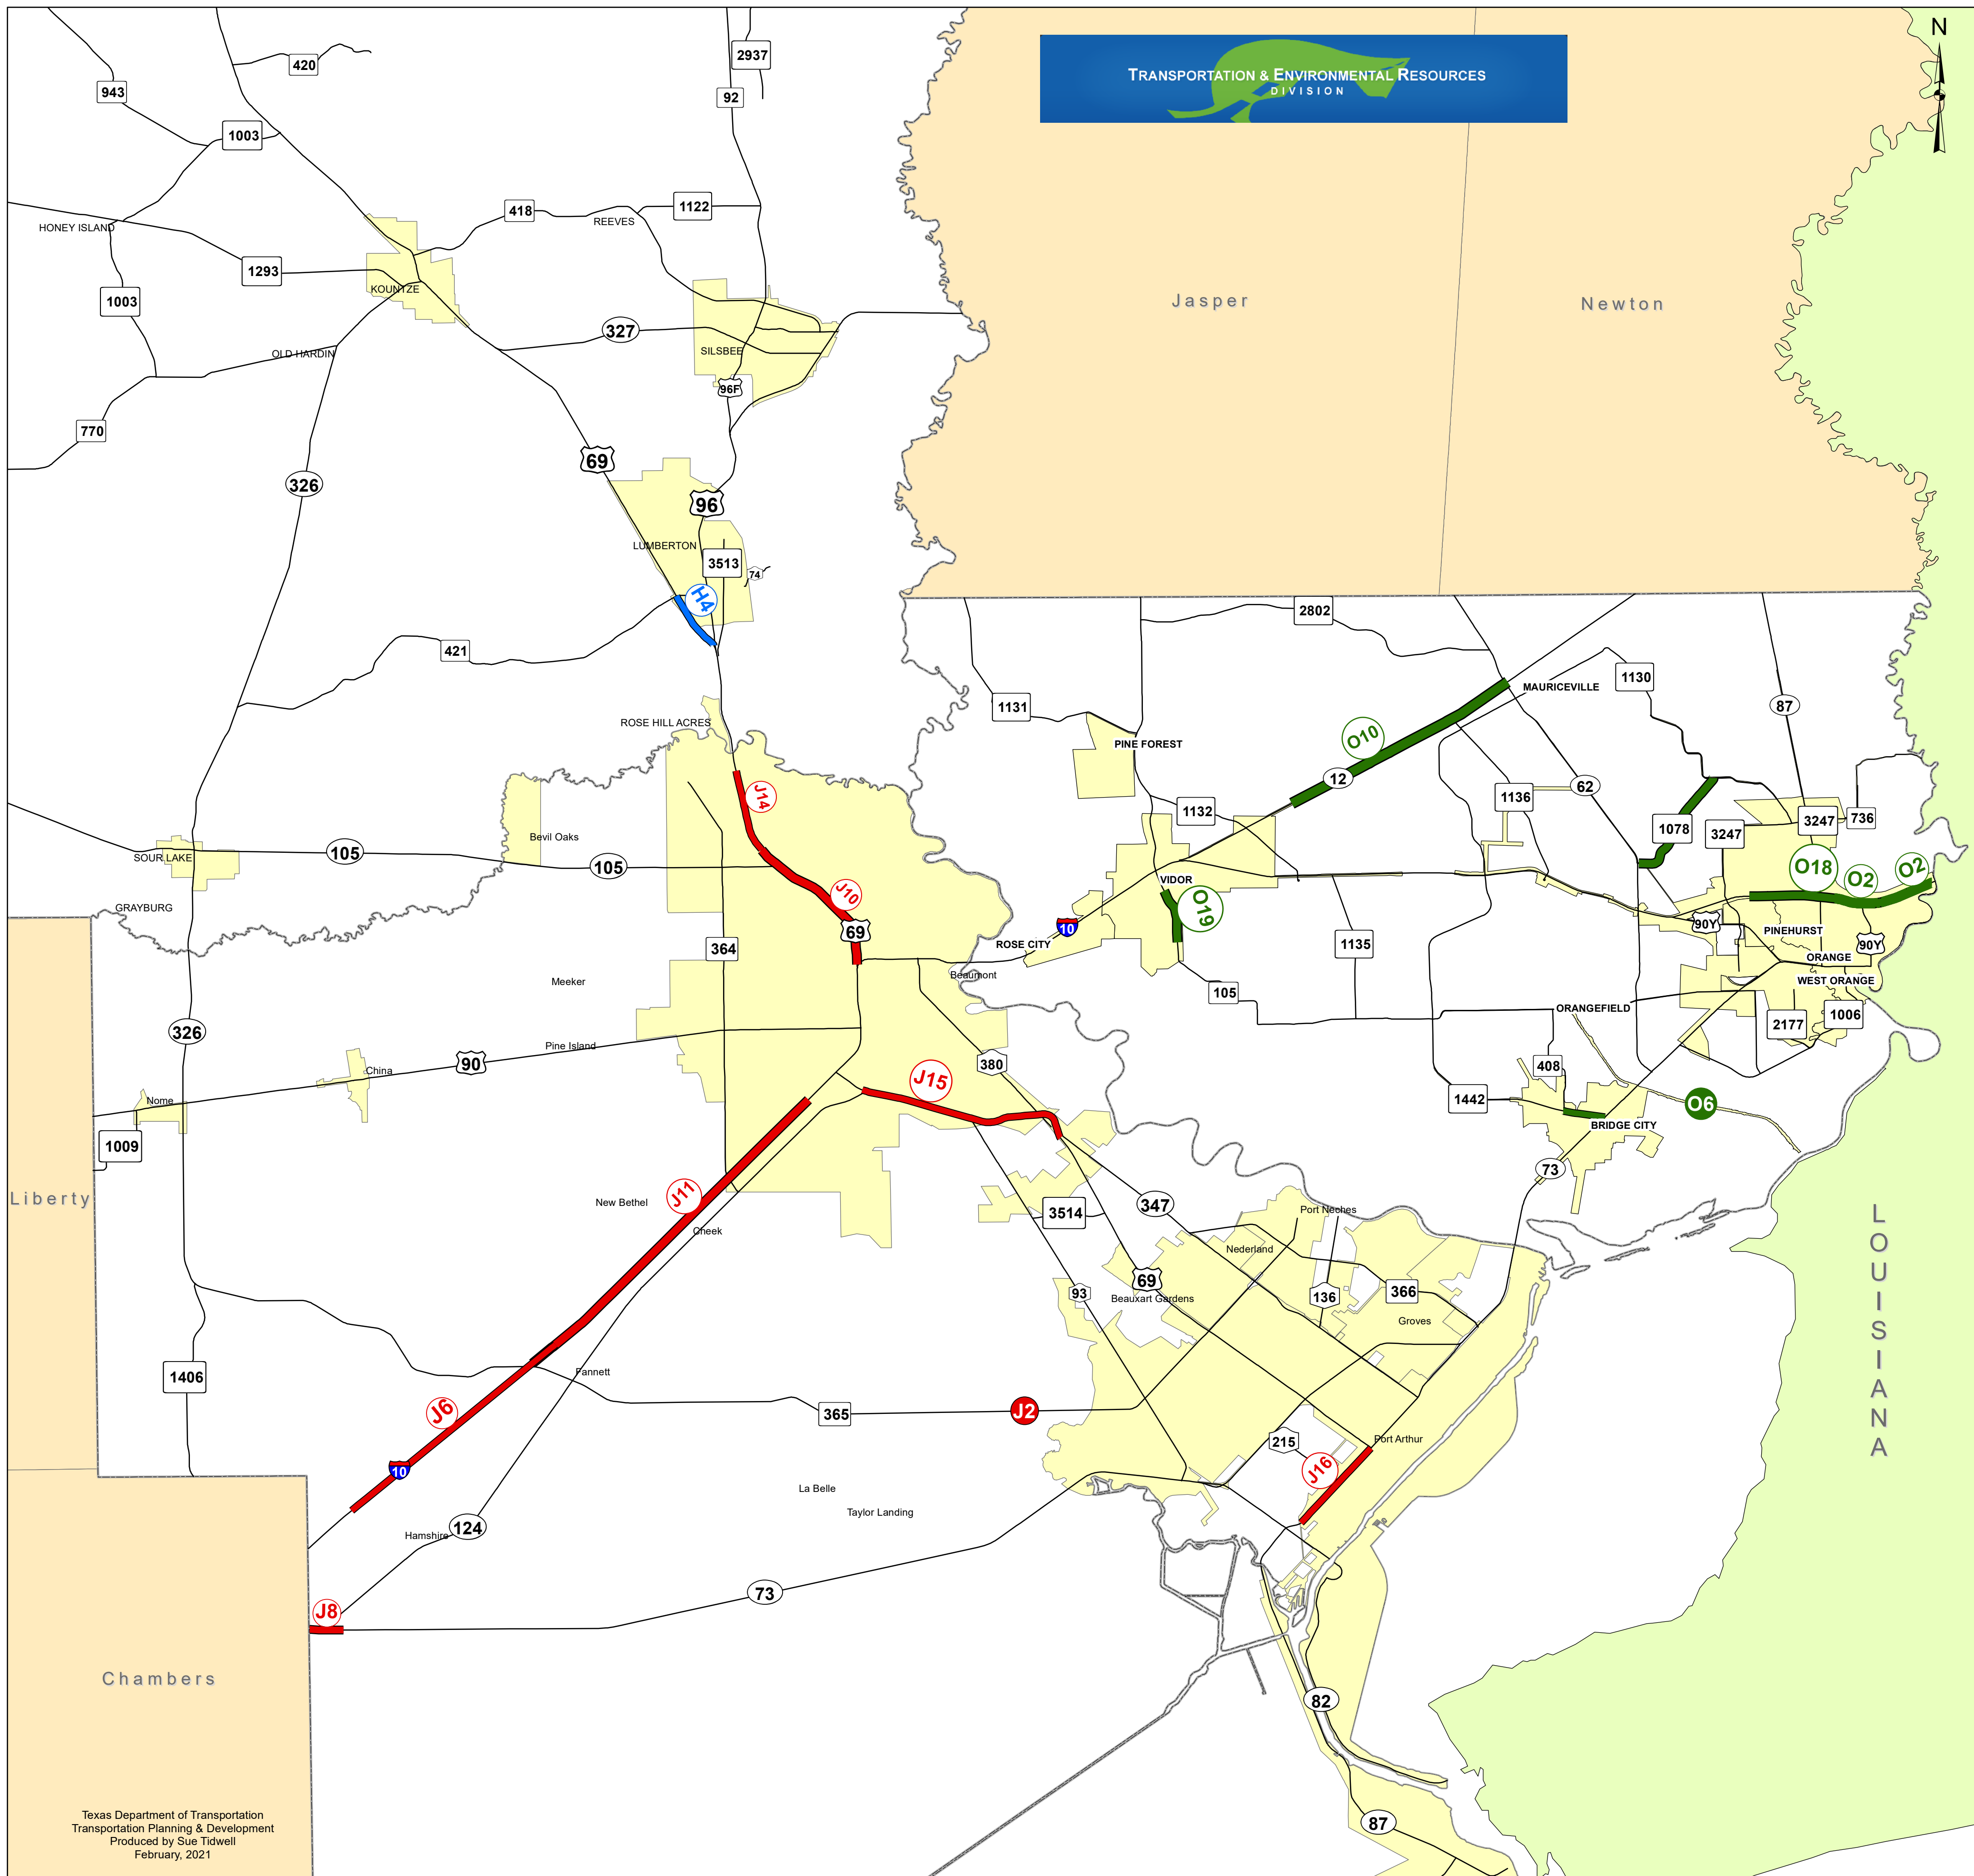 TRANSPORTATION & ENVIRONMENTAL RESOURCES
DIVISION
N
420
943
1003
2937
92
418
1122
REEVES
HONEY ISLAND
1293
KOUNTZE
1003
327
OLD HARDIN
SILSBEE
96F
770
69
326
96
LUMBERTON
3513
74
H4
421
ROSE HILL ACRES
Jasper
Newton
2802
1131
1130
MAURICEVILLE
87
PINE FOREST
O10
12
1132
1136
62
1078
3247
3247
736
O18
O2
O2
VIDOR
O19
10
ROSE CITY
1135
90Y
PINEHURST
90Y
ORANGE
WEST ORANGE
105
ORANGEFIELD
2177
1006
408
1442
O6
BRIDGE CITY
73
J14
Bevil Oaks
SOUR LAKE
105
105
J10
GRAYBURG
69
364
Beaumont
Meeker
326
Pine Island
90
China
Nome
1009
380
J15
Liberty
New Bethel
J11
Cheek
3514
347
Port Neches
Nederland
69
93
Beauxart Gardens
136
366
Groves
1406
Fannett
J6
365
J2
10
215
Port Arthur
J16
La Belle
Taylor Landing
Hamshire
124
73
J8
Chambers
82
87
LOUISIANA
Texas Department of Transportation
Transportation Planning & Development
Produced by Sue Tidwell
February, 2021